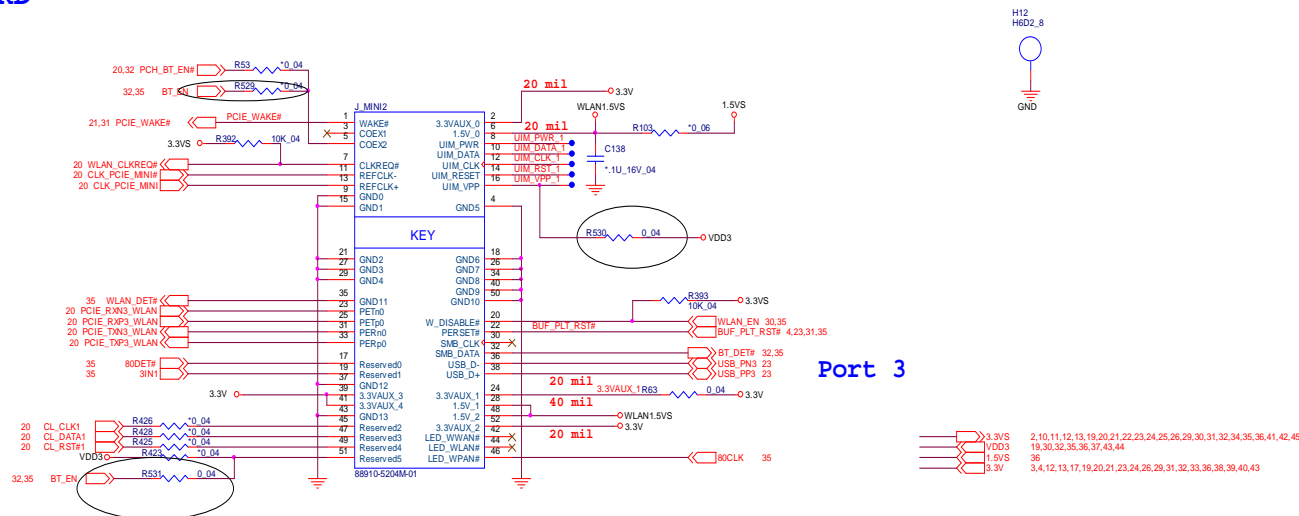 H12
H6D2_8
GND
20,32 PCH_BT_EN#
R53
*0_04
32,35 BT_EN
R529
*0_04
21,31 PCIE_WAKE#
PCIE_WAKE#
3.3VS
R392
10K_04
20 WLAN_CLKREQ#
20 CLK_PCIE_MINI#
20 CLK_PCIE_MINI
J_MINI2
1 WAKE#
3 COEX1
5 COEX2
7 CLKREQ#
11 REFCLK-
13 REFCLK+
9 GND0
15 GND1
3.3VAUX_0 2
1.5V_0 6
UIM_PWR 8
UIM_DATA 10
UIM_CLK 12
UIM_RESET 14
UIM_VPP 16
GND5 4
20 mil
3.3V
WLAN1.5VS
20 mil
R103
*0_06
1.5VS
UIM_PWR_1
UIM_DATA_1
UIM_CLK_1
UIM_RST_1
UIM_VPP_1
C138
*.1U_16V_04
R530
0_04
VDD3
KEY
21 GND2
27 GND3
29 GND4
35 GND11
23 PETn0
25 PETp0
31 PERn0
33 PERp0
17 Reserved0
19 Reserved1
37 GND12
39 3.3VAUX_3
41 3.3VAUX_4
43 GND13
45 Reserved2
47 Reserved3
49 Reserved4
51 Reserved5
GND6 18
GND7 26
GND8 34
GND9 40
GND10 50
W_DISABLE# 20
PERSET# 22
SMB_CLK 30
SMB_DATA 32
USB_D- 36
USB_D+ 38
3.3VAUX_1 24
1.5V_1 28
1.5V_2 48
3.3VAUX_2 52
LED_WWAN# 42
LED_WLAN# 44
LED_WPAN# 46
88910-5204M-01
35 WLAN_DET#
20 PCIE_RXN3_WLAN
20 PCIE_RXP3_WLAN
20 PCIE_TXN3_WLAN
20 PCIE_TXP3_WLAN
35 80DET#
35 3IN1
3.3V
20 CL_CLK1
R426
*0_04
20 CL_DATA1
R428
*0_04
20 CL_RST#1
R425
*0_04
VDD3
R423
*0_04
32,35 BT_EN
R531
0_04
R393
10K_04
3.3VS
BUF_PLT_RST#
WLAN_EN 30,35
BUF_PLT_RST# 4,23,31,35
BT_DET# 32,35
USB_PN3 23
USB_PP3 23
Port 3
20 mil
3.3VAUX_1
R63
0_04
3.3V
40 mil
WLAN1.5VS
3.3V
20 mil
80CLK 35
3.3VS 2,10,11,12,13,19,20,21,22,23,24,25,26,29,30,31,32,34,35,36,41,42,45
VDD3 19,30,32,35,36,37,43,44
1.5VS 36
3.3V 3,4,12,13,17,19,20,21,23,24,26,29,31,32,33,36,38,39,40,43